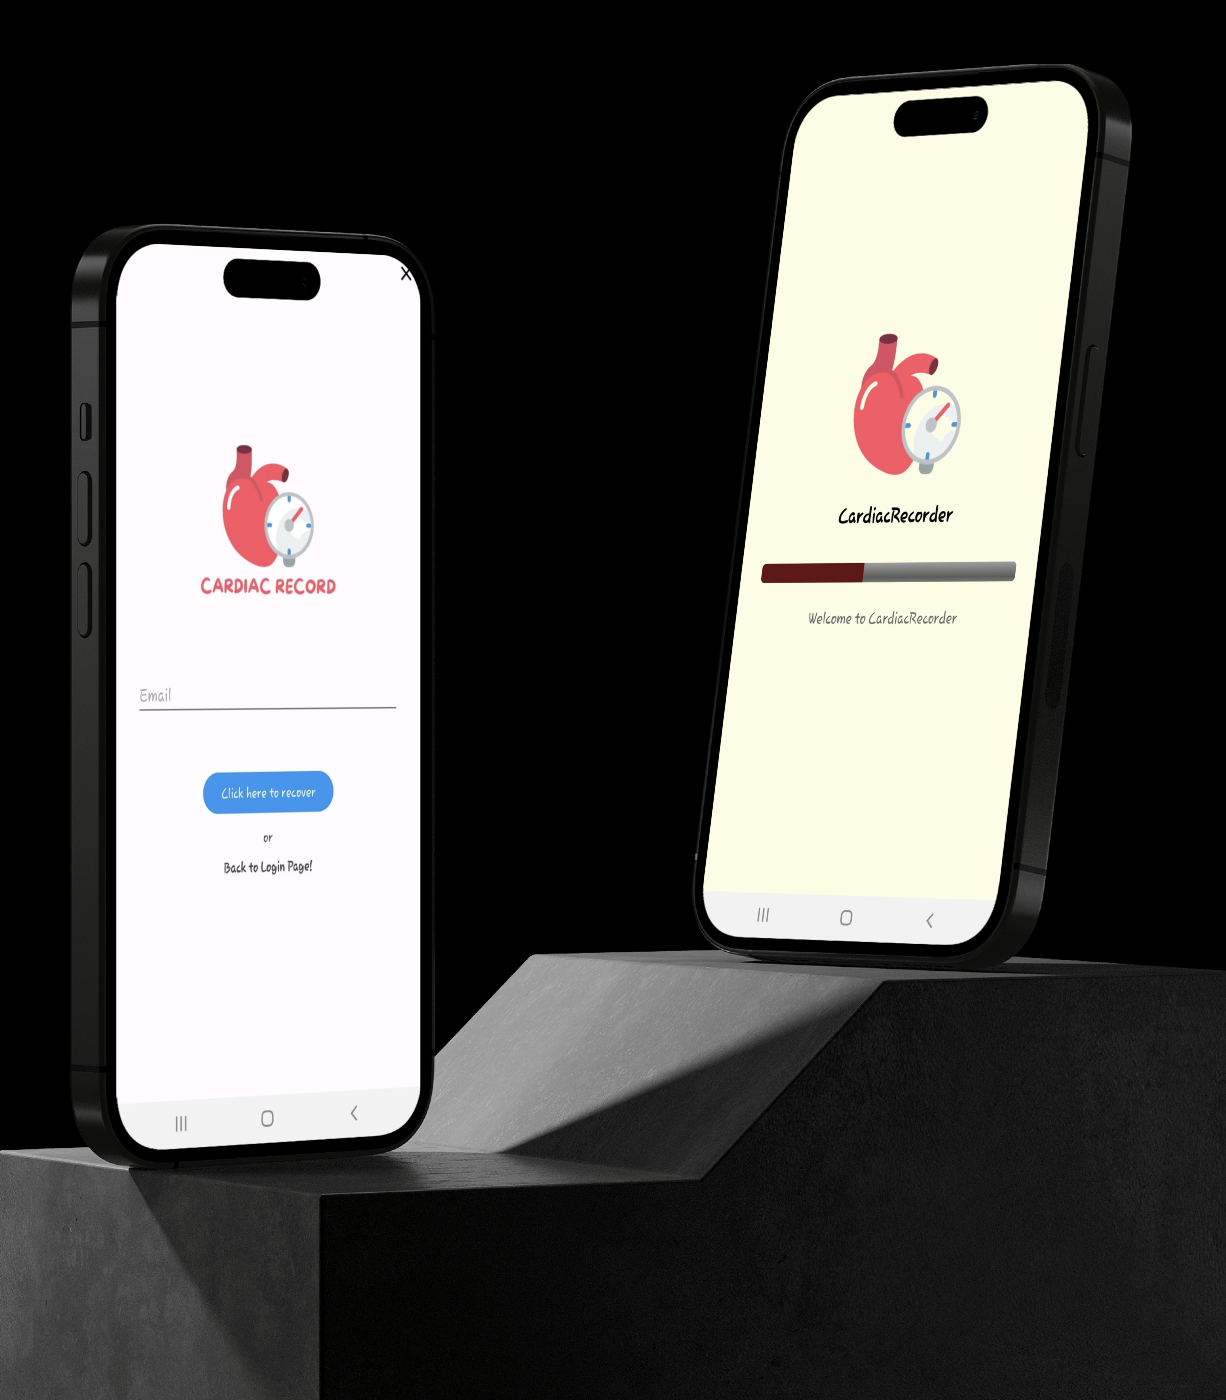 X
CARDIAC RECORD
Email
Click here to recover
or
Back to Login Page!
CardiacRecorder
Welcome to CardiacRecorder